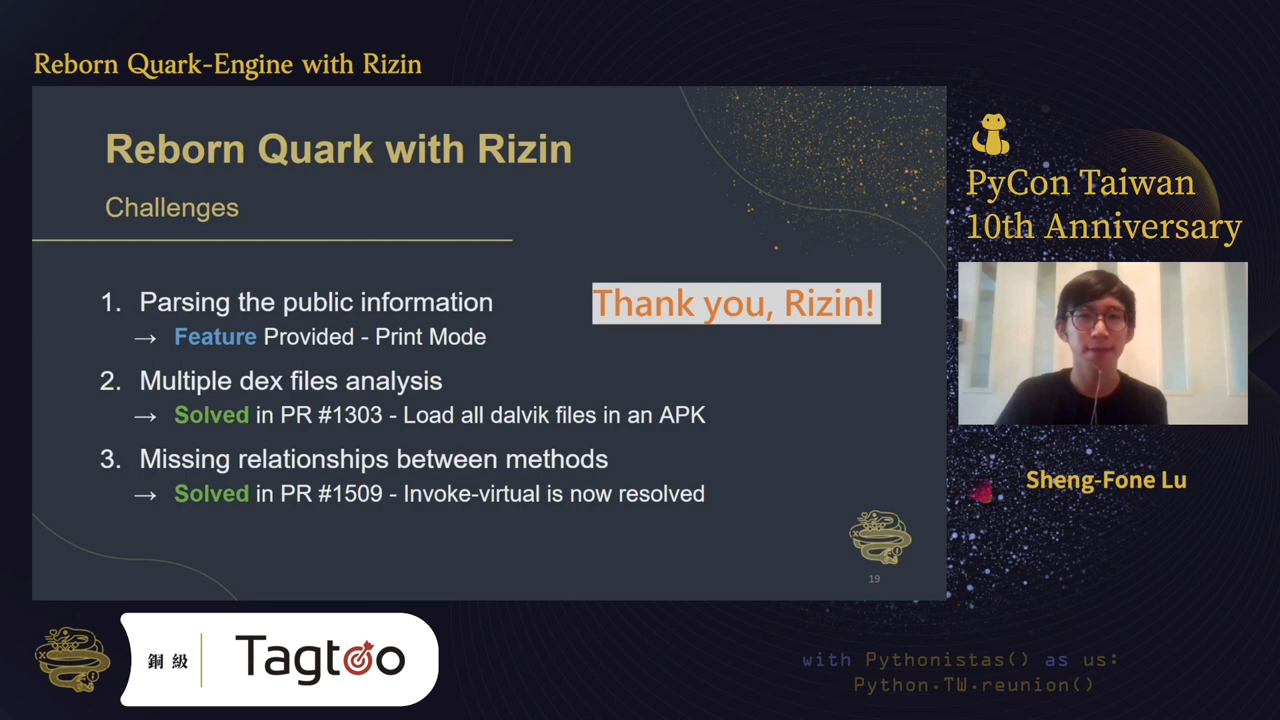 Reborn Quark-Engine with Rizin
Reborn Quark with Rizin
Challenges
1. Parsing the public information
→ Feature Provided - Print Mode
2. Multiple dex files analysis
→ Solved in PR #1303 - Load all dalvik files in an APK
3. Missing relationships between methods
→ Solved in PR #1509 - Invoke-virtual is now resolved
Thank you, Rizin!
19
PyCon Taiwan
10th Anniversary
Sheng-Fone Lu
銅級
Tagtoo
with Pythonistas() as us:
Python.TW.reunion()